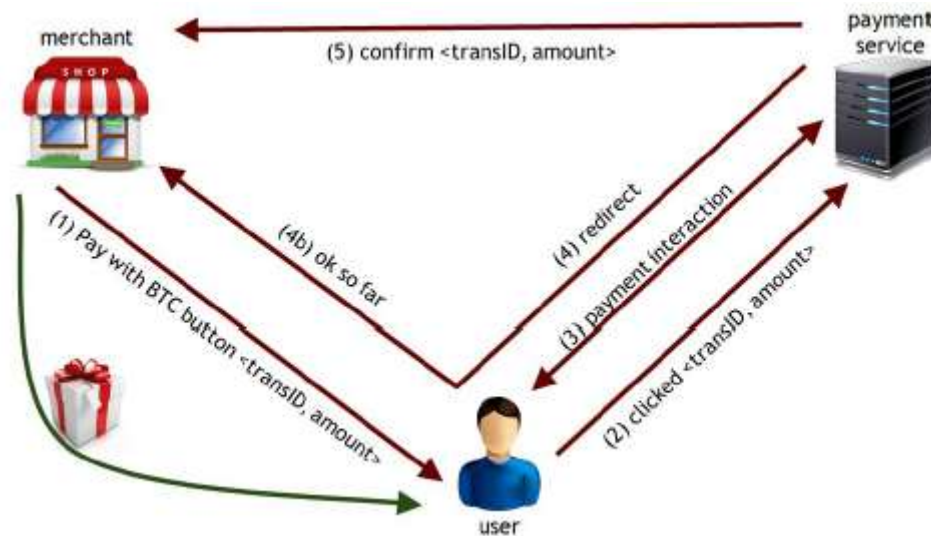 merchant
SHOP
payment
service
(5) confirm <transID, amount>
(4b) ok so far
(4) redirect
(3) payment interaction
(1) Pay with BTC button <transID, amount>
(2) clicked <transID, amount>
user